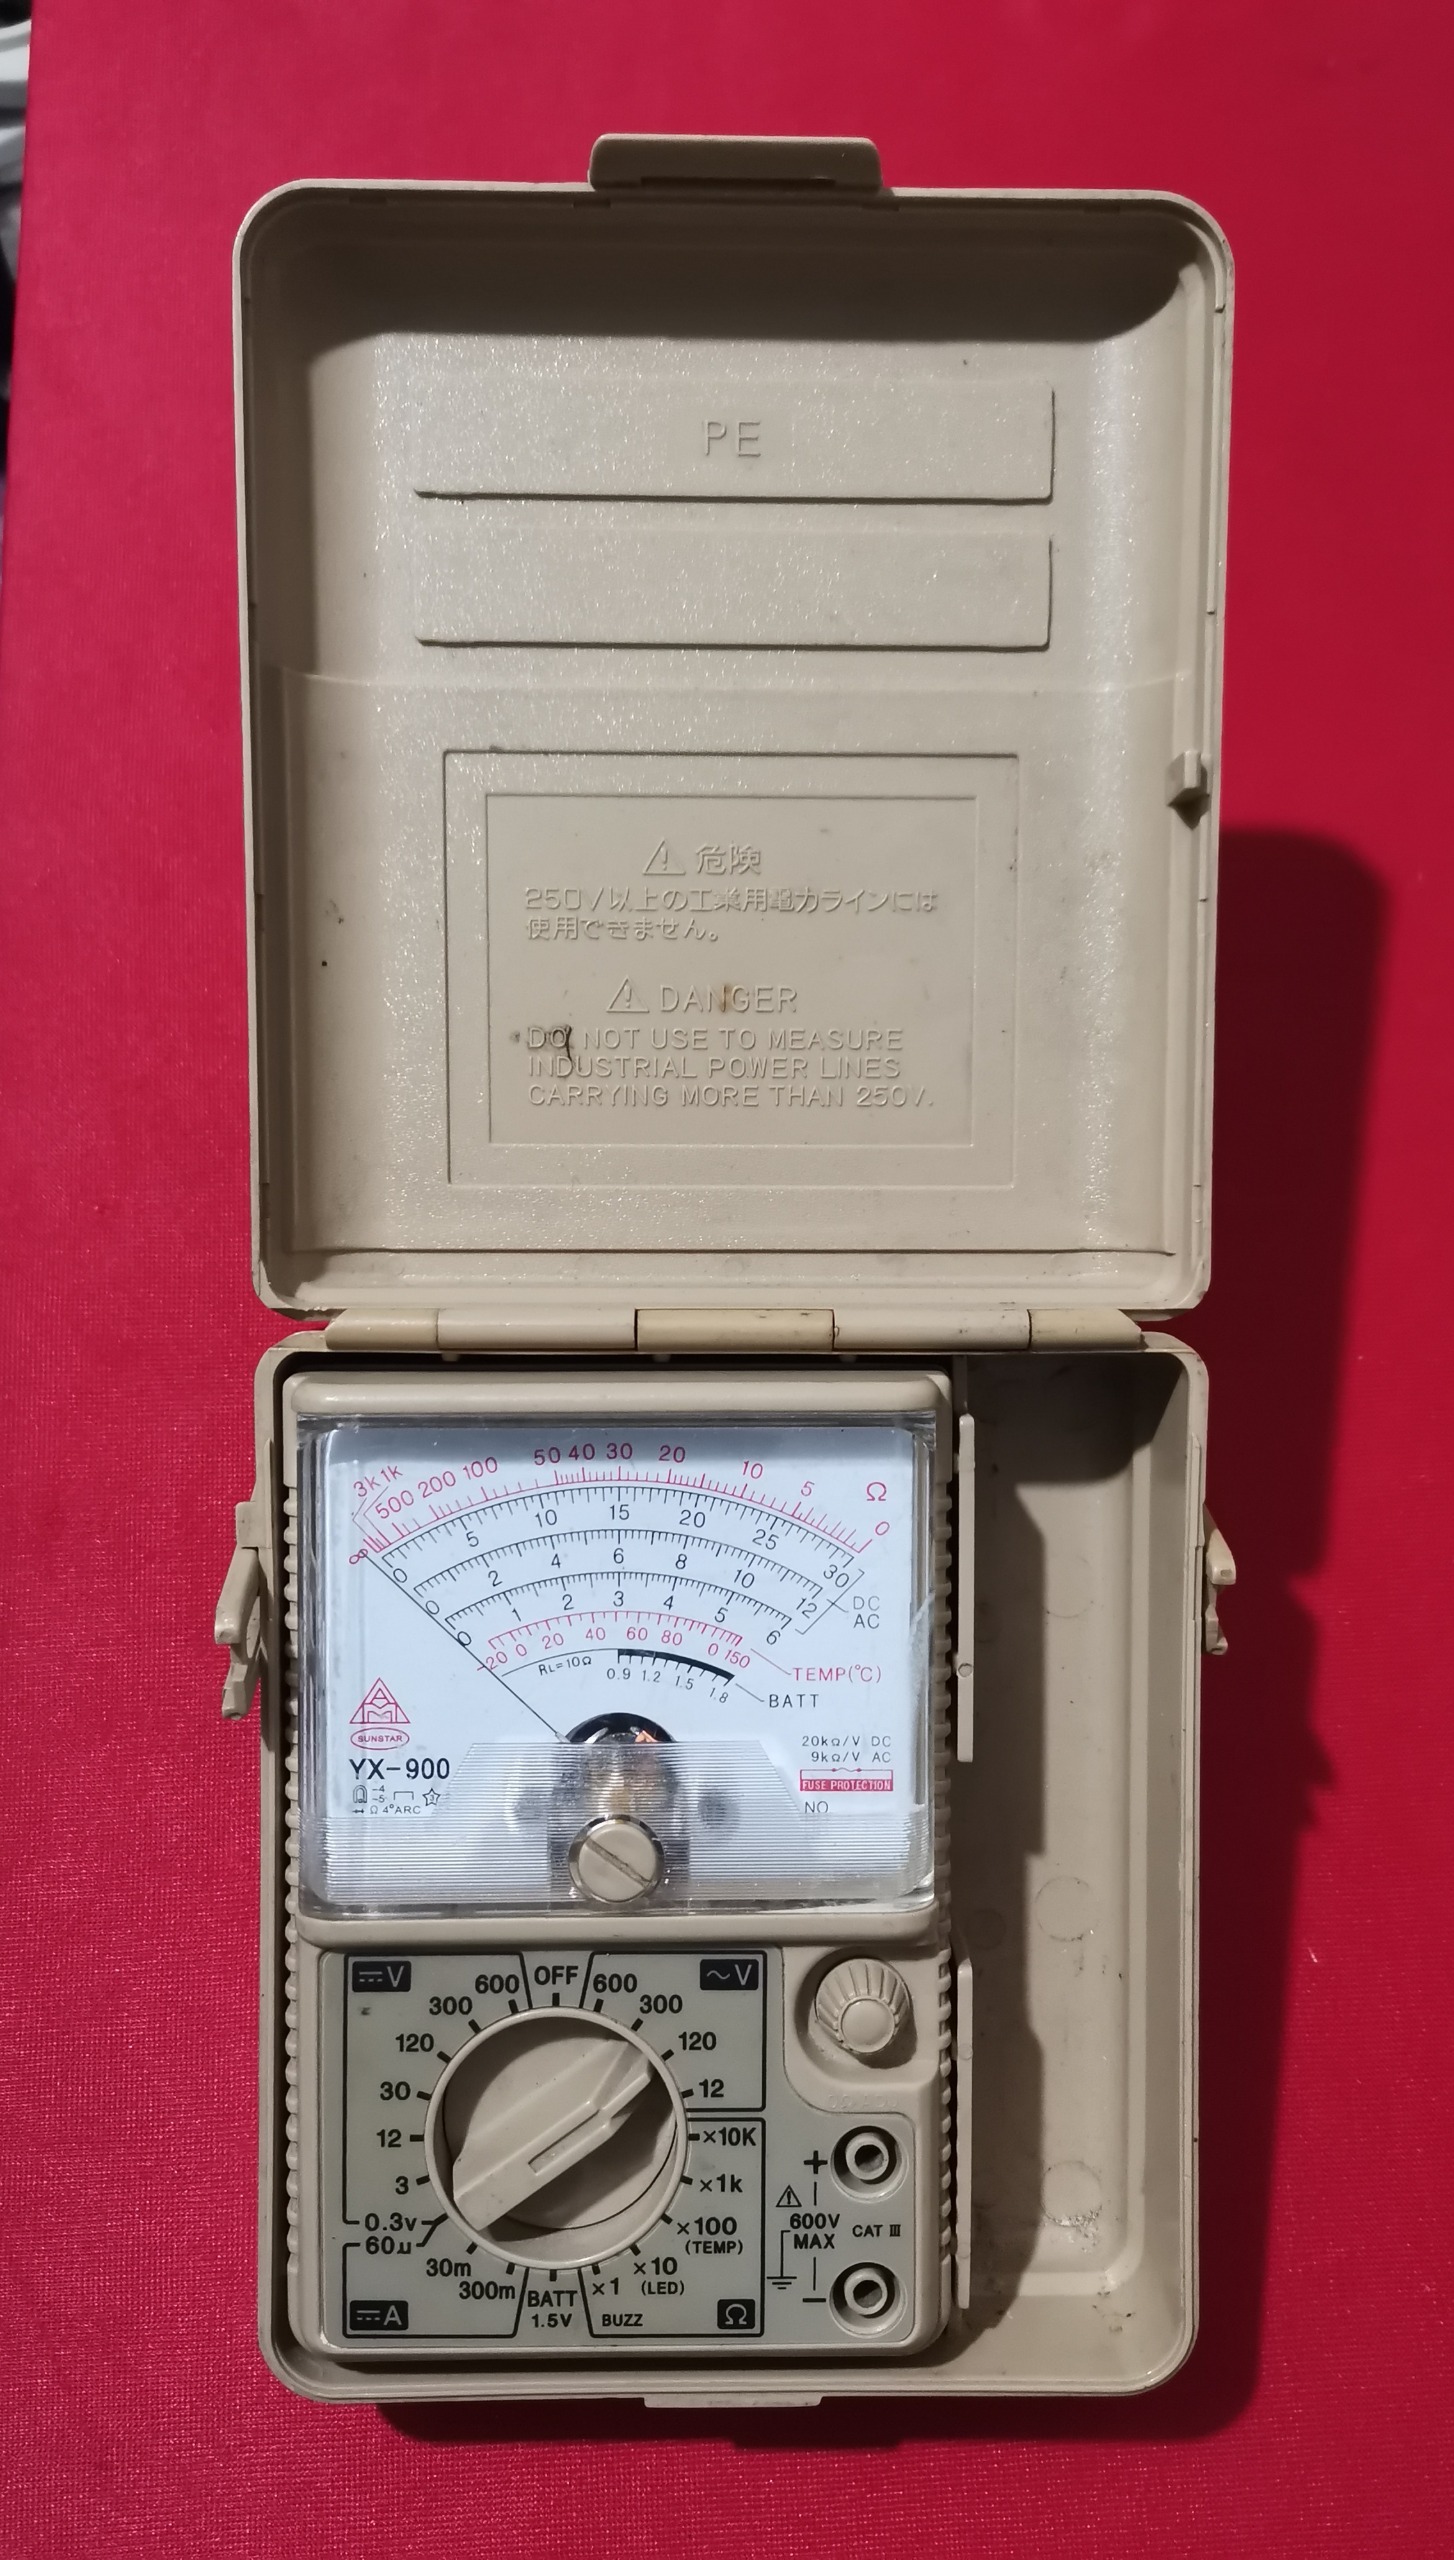 PE
⚠ 危険
250V以上の工業用電力ラインには
使用できません。
⚠ DANGER
DO NOT USE TO MEASURE
INDUSTRIAL POWER LINES
CARRYING MORE THAN 250V.
∞ 3k 1k 500 200 100 50 40 30 20 10 5 0 Ω
0 5 10 15 20 25 30
0 2 4 6 8 10 12
DC
AC
0 1 2 3 4 5 6
-20 0 20 40 60 80 0 150
TEMP(℃)
RL=10Ω 0.9 1.2 1.5 1.8
BATT
SUNSTAR
YX-900
-4
-5
Ω 4°ARC 3
20kΩ/V DC
9kΩ/V AC
FUSE PROTECTION
NO
⎓V
600 OFF 600
~V
300 300
120 120
30 12
12 ×10K
3 ×1k
0.3v ×100
(TEMP)
60μ
30m ×10
(LED)
300m BATT
1.5V
×1
BUZZ
⎓A
Ω
+
⚠
600V
MAX
CAT III
−